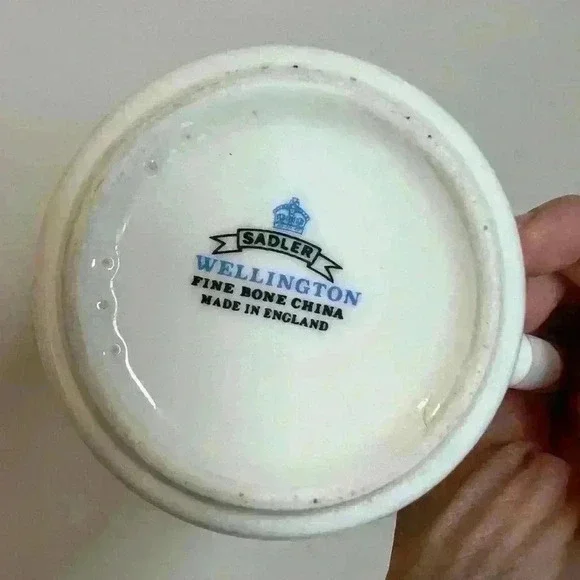 SADLER
WELLINGTON
FINE BONE CHINA
MADE IN ENGLAND